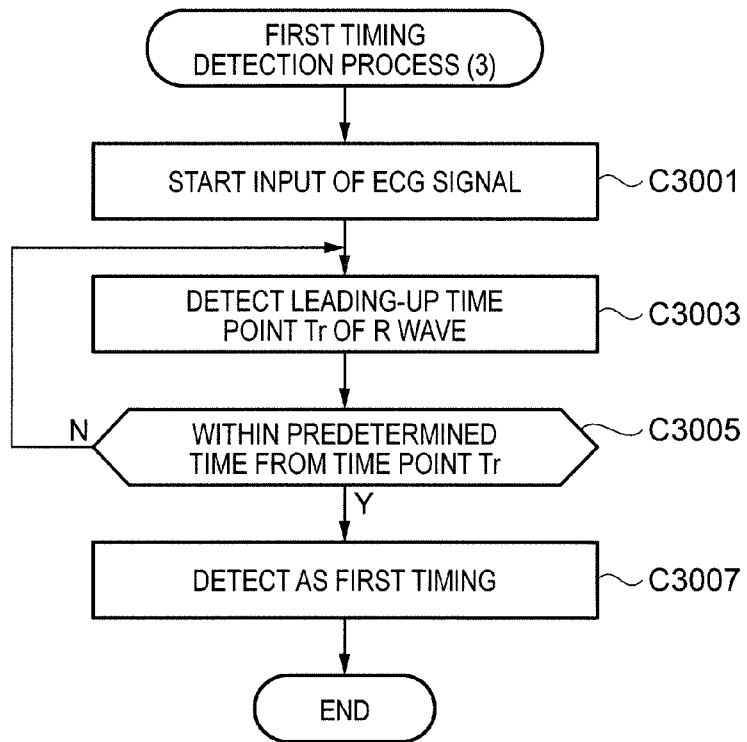 FIRST TIMING
DETECTION PROCESS (3)
START INPUT OF ECG SIGNAL
C3001
DETECT LEADING-UP TIME
POINT Tr OF R WAVE
C3003
N
WITHIN PREDETERMINED
TIME FROM TIME POINT Tr
C3005
Y
DETECT AS FIRST TIMING
C3007
END